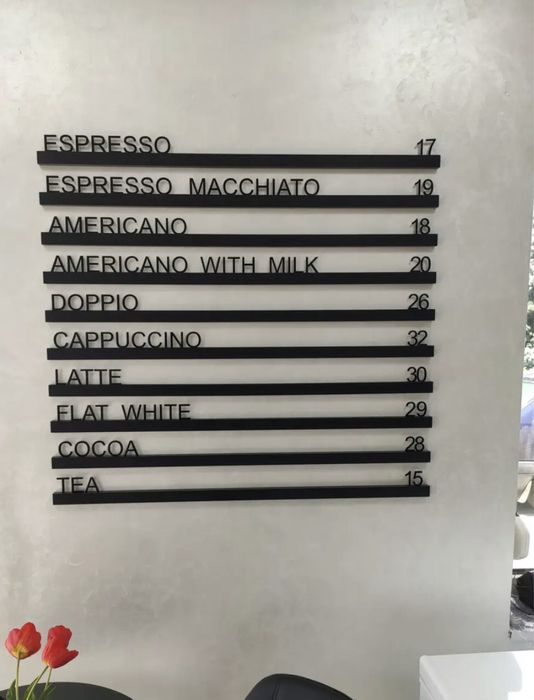 ESPRESSO 17
ESPRESSO MACCHIATO 19
AMERICANO 18
AMERICANO WITH MILK 20
DOPPIO 26
CAPPUCCINO 32
LATTE 30
FLAT WHITE 29
COCOA 28
TEA 15